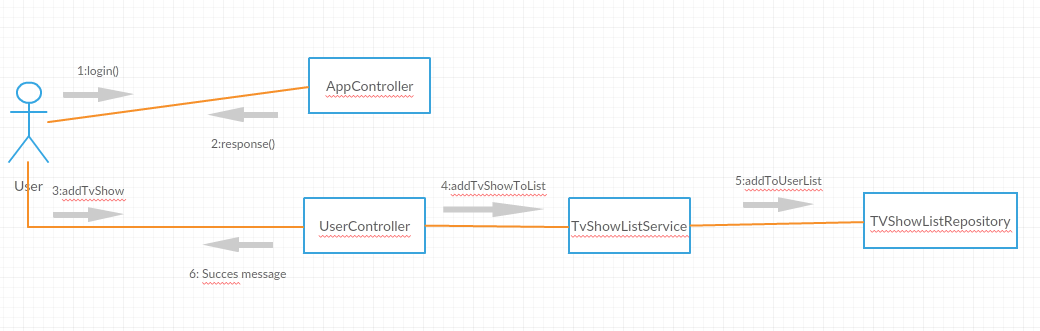 1:login()
AppController
2:response()
User
3:addTvShow
4:addTvShowToList
5:addToUserList
UserController
TvShowListService
TVShowListRepository
6: Succes message